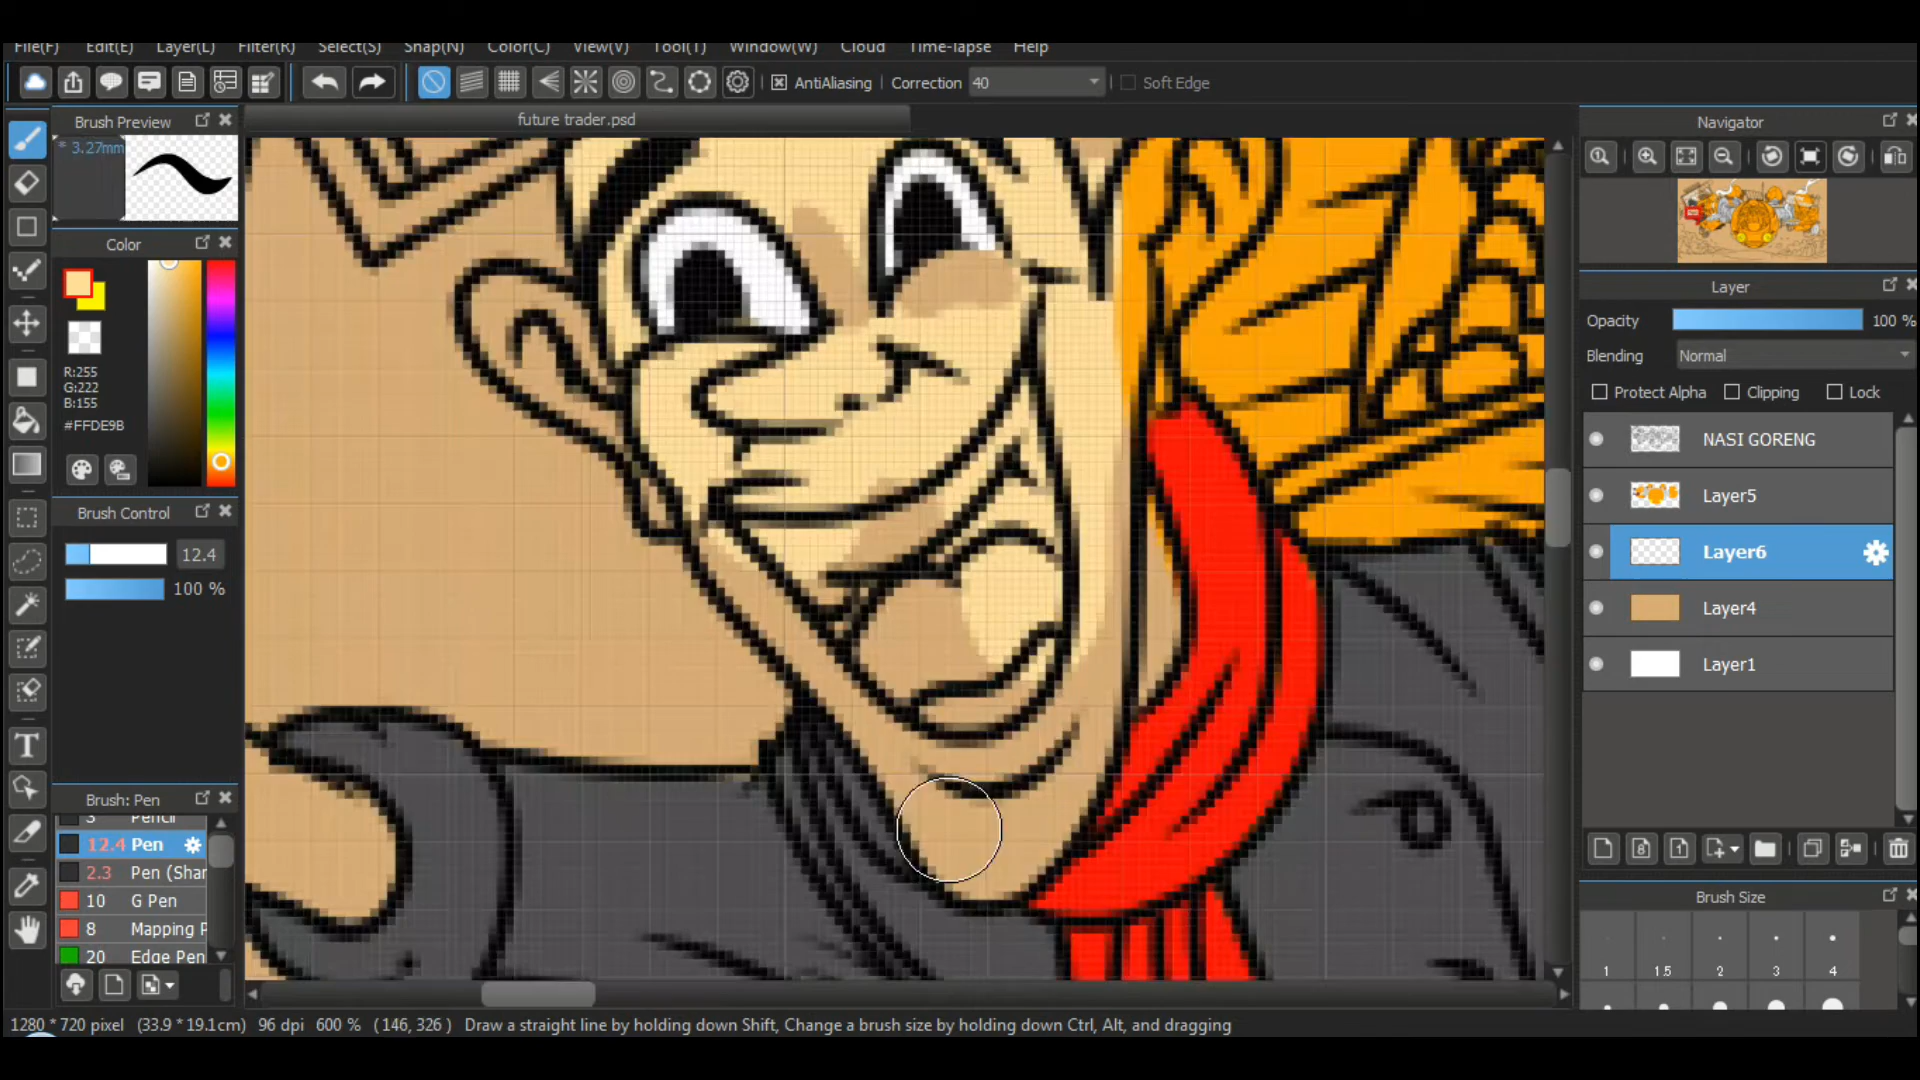 File(F) Edit(E) Layer(L) Filter(R) Select(S) Snap(N) Color(C) View(V) Tool(T) Window(W) Cloud Time-lapse Help
AntiAliasing Correction 40 Soft Edge
Brush Preview
future trader.psd
Navigator
* 3.27mm
Color
Layer
Opacity 100 %
Blending Normal
R:255
G:222
B:155
#FFDE9B
Protect Alpha Clipping Lock
NASI GORENG
Layer5
Layer6
Layer4
Layer1
Brush Control
12.4
100 %
T
8 1
Brush: Pen
3 Pencil
12.4 Pen
2.3 Pen (Shar
10 G Pen
8 Mapping P
20 Edge Pen
Brush Size
1 1.5 2 3 4
1280 * 720 pixel (33.9 * 19.1cm) 96 dpi 600 % ( 146, 326 ) Draw a straight line by holding down Shift, Change a brush size by holding down Ctrl, Alt, and dragging